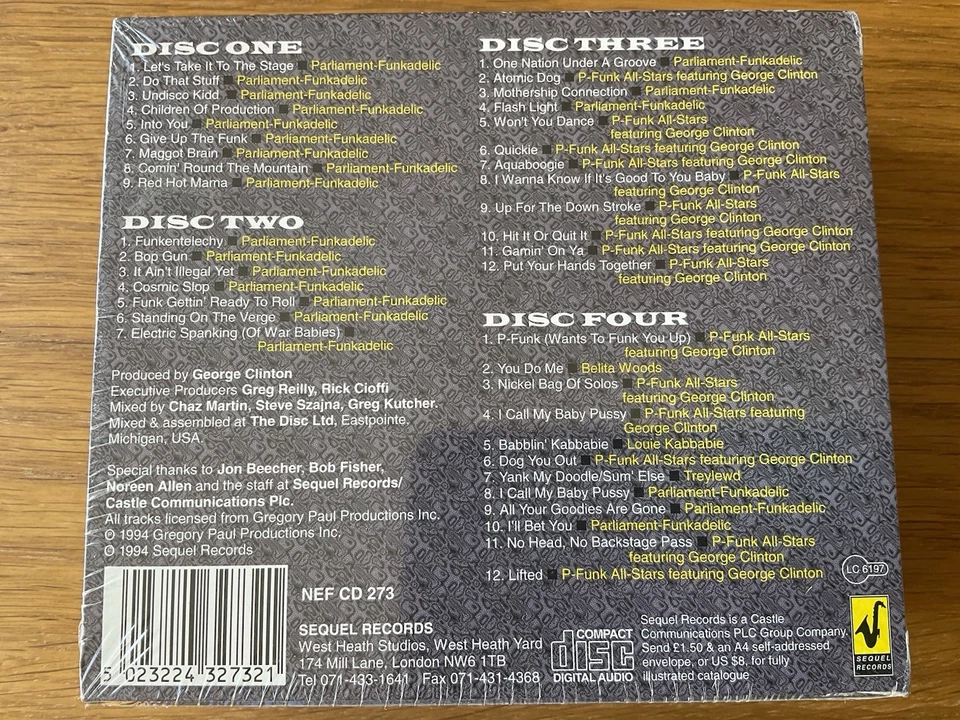 DISC ONE
1. Let's Take It To The Stage ■ Parliament-Funkadelic
2. Do That Stuff ■ Parliament-Funkadelic
3. Undisco Kidd ■ Parliament-Funkadelic
4. Children Of Production ■ Parliament-Funkadelic
5. Into You ■ Parliament-Funkadelic
6. Give Up The Funk ■ Parliament-Funkadelic
7. Maggot Brain ■ Parliament-Funkadelic
8. Comin' Round The Mountain ■ Parliament-Funkadelic
9. Red Hot Mama ■ Parliament-Funkadelic
DISC TWO
1. Funkentelechy ■ Parliament-Funkadelic
2. Bop Gun ■ Parliament-Funkadelic
3. It Ain't Illegal Yet ■ Parliament-Funkadelic
4. Cosmic Slop ■ Parliament-Funkadelic
5. Funk Gettin' Ready To Roll ■ Parliament-Funkadelic
6. Standing On The Verge ■ Parliament-Funkadelic
7. Electric Spanking (Of War Babies) ■
Parliament-Funkadelic
Produced by George Clinton
Executive Producers Greg Reilly, Rick Cioffi
Mixed by Chaz Martin, Steve Szajna, Greg Kutcher.
Mixed & assembled at The Disc Ltd, Eastpointe,
Michigan, USA.
Special thanks to Jon Beecher, Bob Fisher,
Noreen Allen and the staff at Sequel Records/
Castle Communications Plc.
All tracks licensed from Gregory Paul Productions Inc.
℗ 1994 Gregory Paul Productions Inc.
© 1994 Sequel Records
DISC THREE
1. One Nation Under A Groove ■ Parliament-Funkadelic
2. Atomic Dog ■ P-Funk All-Stars featuring George Clinton
3. Mothership Connection ■ Parliament-Funkadelic
4. Flash Light ■ Parliament-Funkadelic
5. Won't You Dance ■ P-Funk All-Stars
featuring George Clinton
6. Quickie ■ P-Funk All-Stars featuring George Clinton
7. Aquaboogie ■ P-Funk All-Stars featuring George Clinton
8. I Wanna Know If It's Good To You Baby ■ P-Funk All-Stars
featuring George Clinton
9. Up For The Down Stroke ■ P-Funk All-Stars
featuring George Clinton
10. Hit It Or Quit It ■ P-Funk All-Stars featuring George Clinton
11. Gamin' On Ya ■ P-Funk All-Stars featuring George Clinton
12. Put Your Hands Together ■ P-Funk All-Stars
featuring George Clinton
DISC FOUR
1. P-Funk (Wants To Funk You Up) ■ P-Funk All-Stars
featuring George Clinton
2. You Do Me ■ Belita Woods
3. Nickel Bag Of Solos ■ P-Funk All-Stars
featuring George Clinton
4. I Call My Baby Pussy ■ P-Funk All-Stars featuring
George Clinton
5. Babblin' Kabbabie ■ Louie Kabbabie
6. Dog You Out ■ P-Funk All-Stars featuring George Clinton
7. Yank My Doodle/Sum' Else ■ Treylewd
8. I Call My Baby Pussy ■ Parliament-Funkadelic
9. All Your Goodies Are Gone ■ Parliament-Funkadelic
10. I'll Bet You ■ Parliament-Funkadelic
11. No Head, No Backstage Pass ■ P-Funk All-Stars
featuring George Clinton
12. Lifted ■ P-Funk All-Stars featuring George Clinton
LC 6197
5 023224 327321
NEF CD 273
SEQUEL RECORDS
West Heath Studios, West Heath Yard
174 Mill Lane, London NW6 1TB
Tel 071-433-1641 Fax 071-431-4368
COMPACT
disc
DIGITAL AUDIO
Sequel Records is a Castle
Communications PLC Group Company.
Send £1.50 & an A4 self-addressed
envelope, or US $8, for fully
illustrated catalogue
SEQUEL
RECORDS